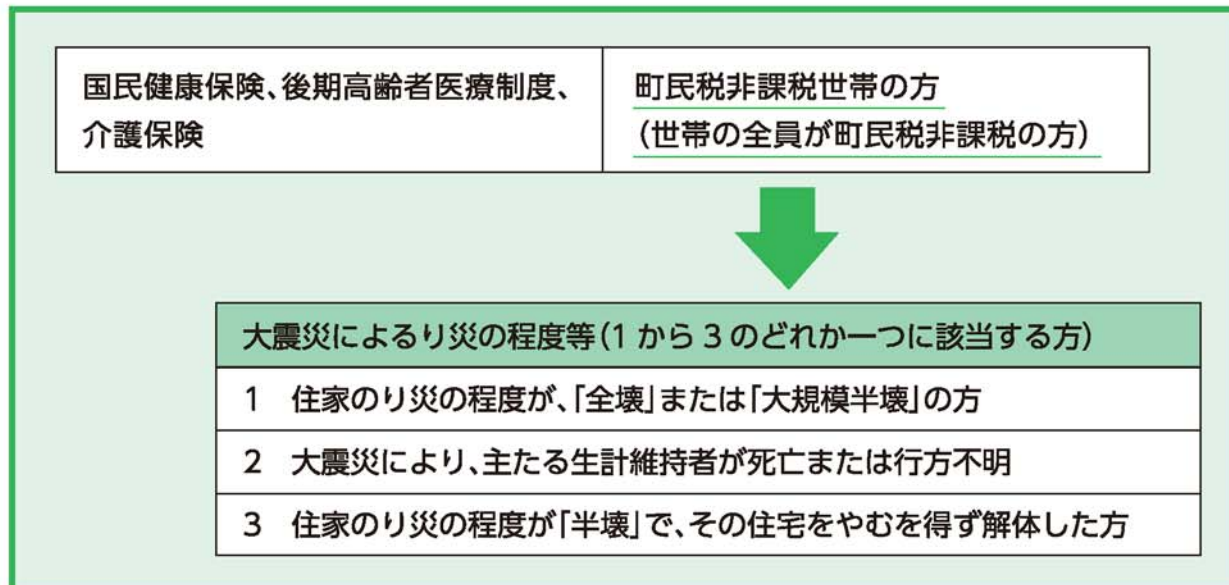 国民健康保険、後期高齢者医療制度、
介護保険
町民税非課税世帯の方
(世帯の全員が町民税非課税の方)
大震災によるり災の程度等(1 から 3 のどれか一つに該当する方)
1 住家のり災の程度が、「全壊」または「大規模半壊」の方
2 大震災により、主たる生計維持者が死亡または行方不明
3 住家のり災の程度が「半壊」で、その住宅をやむを得ず解体した方